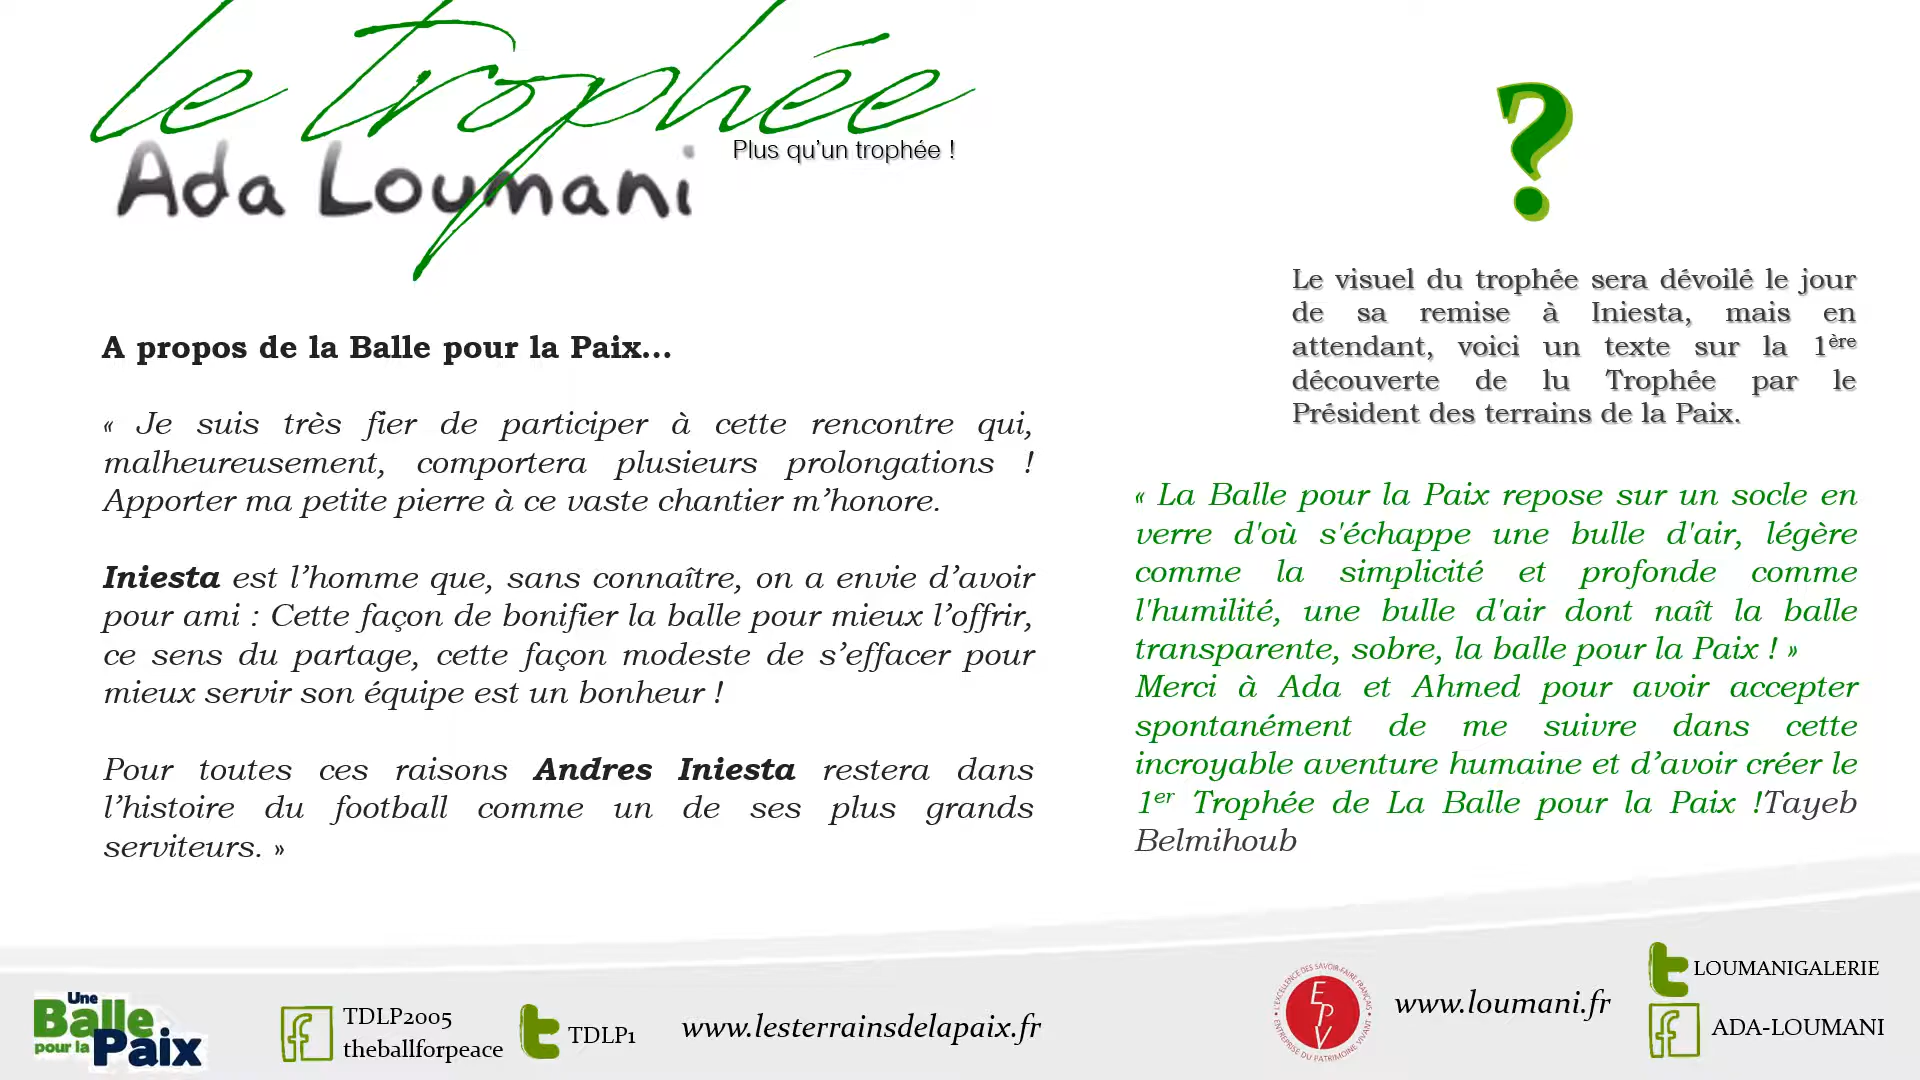 Le trophée
Ada Loumani
Plus qu’un trophée !
A propos de la Balle pour la Paix…
« Je suis très fier de participer à cette rencontre qui,
malheureusement, comportera plusieurs prolongations !
Apporter ma petite pierre à ce vaste chantier m’honore.
Iniesta est l’homme que, sans connaître, on a envie d’avoir
pour ami : Cette façon de bonifier la balle pour mieux l’offrir,
ce sens du partage, cette façon modeste de s’effacer pour
mieux servir son équipe est un bonheur !
Pour toutes ces raisons Andres Iniesta restera dans
l’histoire du football comme un de ses plus grands
serviteurs. »
?
Le visuel du trophée sera dévoilé le jour
de sa remise à Iniesta, mais en
attendant, voici un texte sur la 1ère
découverte de lu Trophée par le
Président des terrains de la Paix.
« La Balle pour la Paix repose sur un socle en
verre d'où s'échappe une bulle d'air, légère
comme la simplicité et profonde comme
l'humilité, une bulle d'air dont naît la balle
transparente, sobre, la balle pour la Paix ! »
Merci à Ada et Ahmed pour avoir accepter
spontanément de me suivre dans cette
incroyable aventure humaine et d’avoir créer le
1er Trophée de La Balle pour la Paix !Tayeb
Belmihoub
Une
Balle
pour la Paix
TDLP2005
theballforpeace
TDLP1
www.lesterrainsdelapaix.fr
L'EXCELLENCE DES SAVOIR-FAIRE FRANÇAIS
EPV
ENTREPRISE DU PATRIMOINE VIVANT
www.loumani.fr
LOUMANIGALERIE
ADA-LOUMANI